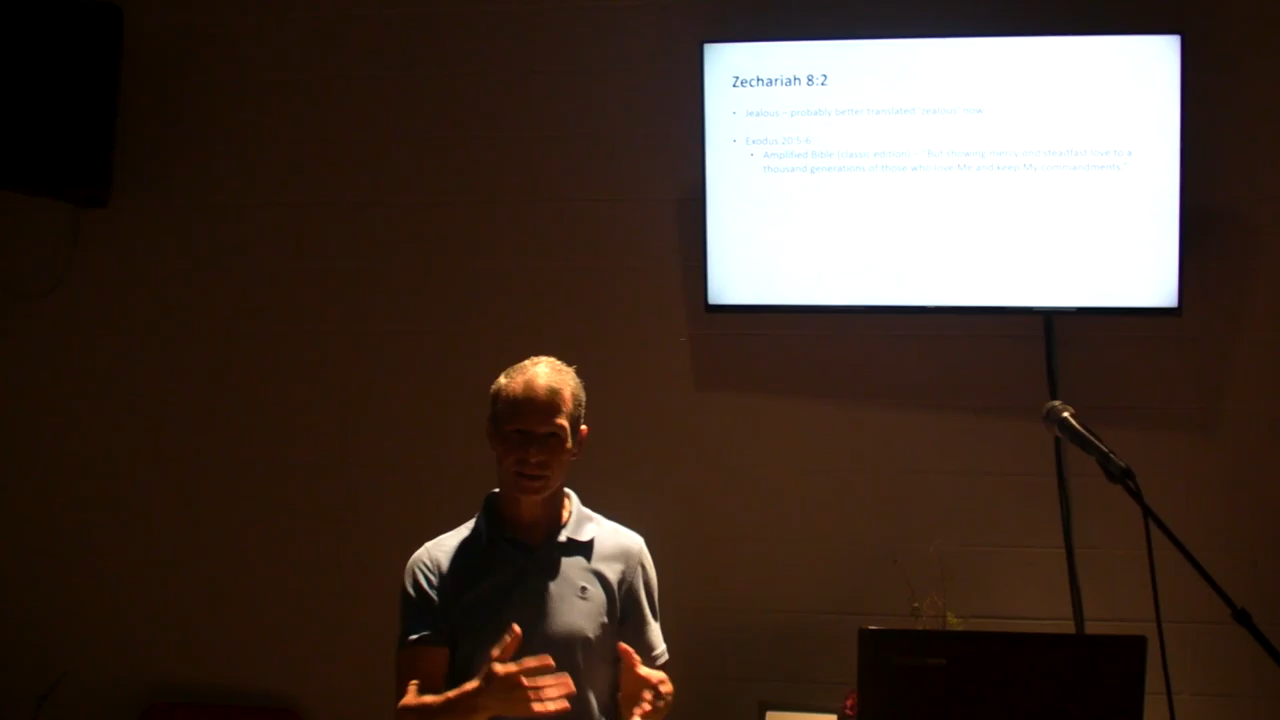 Zechariah 8:2
• Jealous – probably better translated 'zealous' now
• Exodus 20:5-6
• Amplified Bible (classic edition) – "But showing mercy and steadfast love to a
thousand generations of those who love Me and keep My commandments."